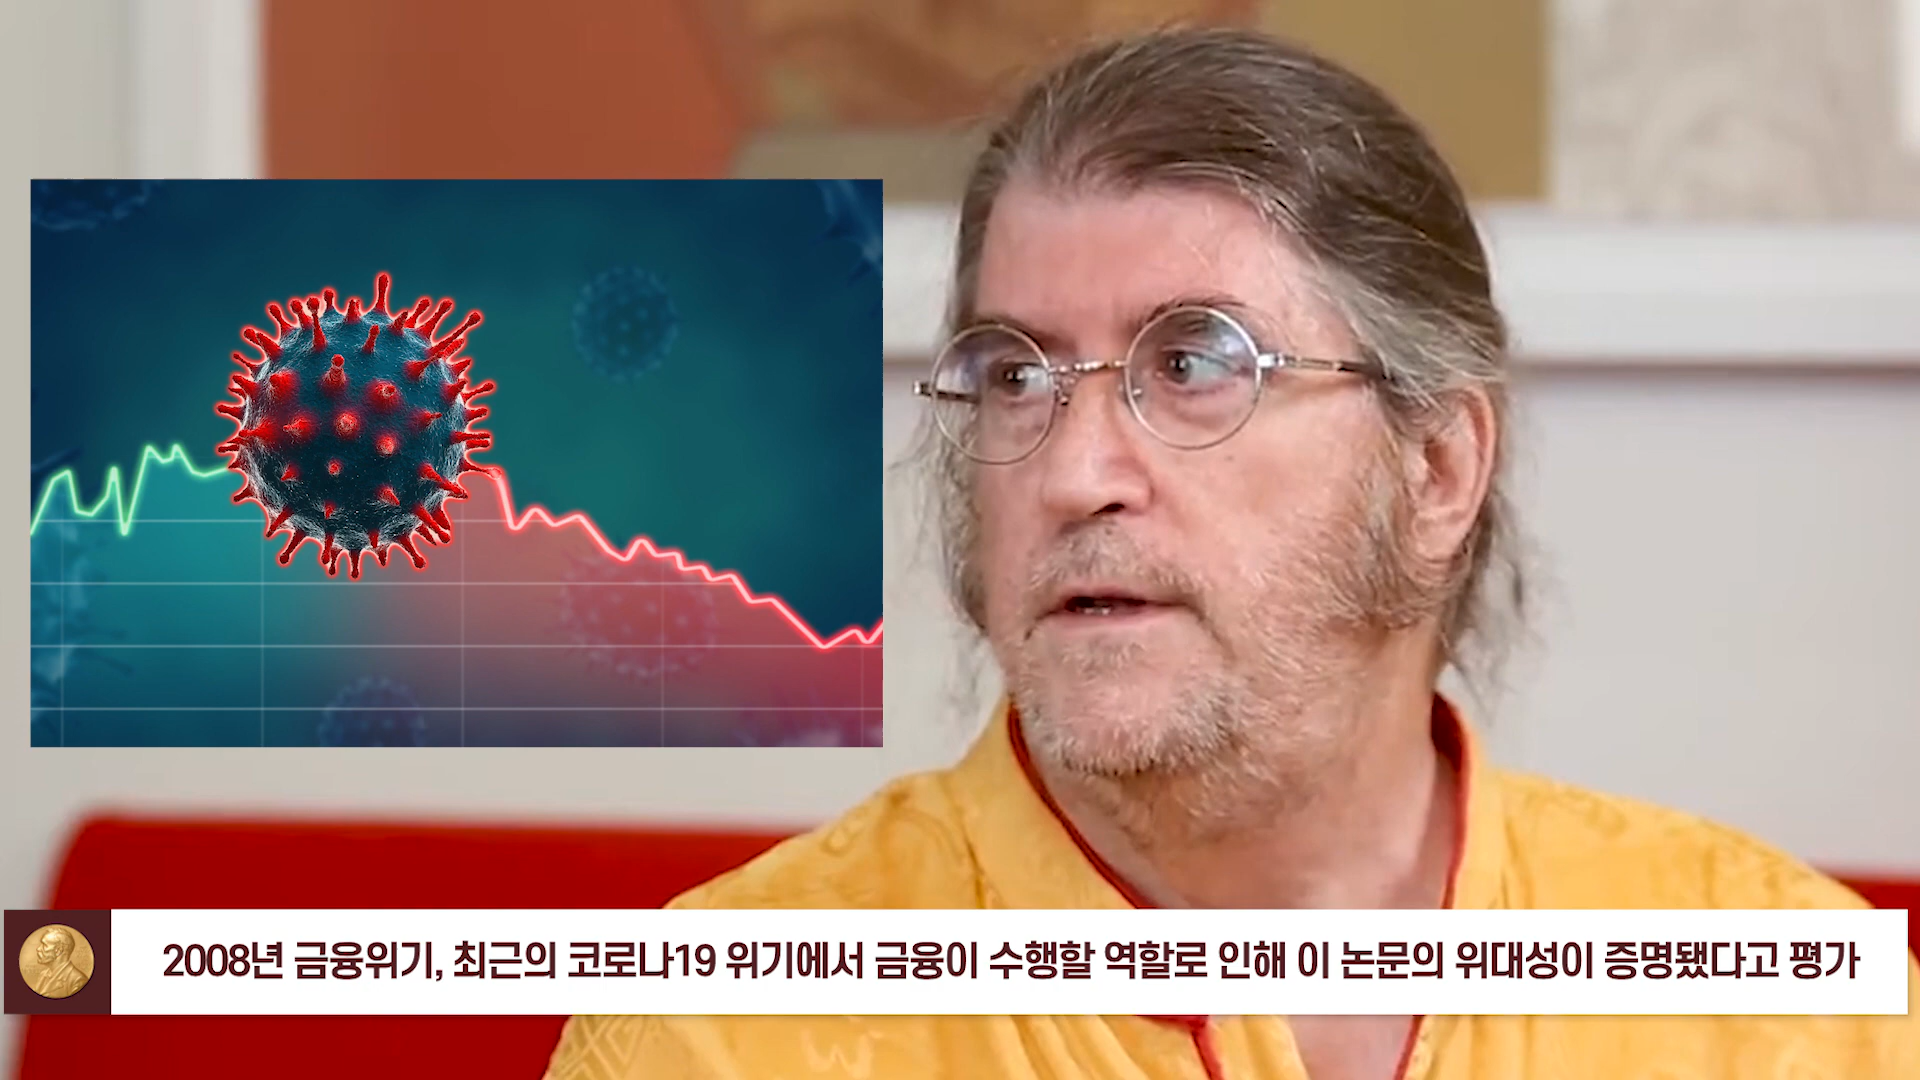 2008년 금융위기, 최근의 코로나19 위기에서 금융이 수행할 역할로 인해 이 논문의 위대성이 증명됐다고 평가